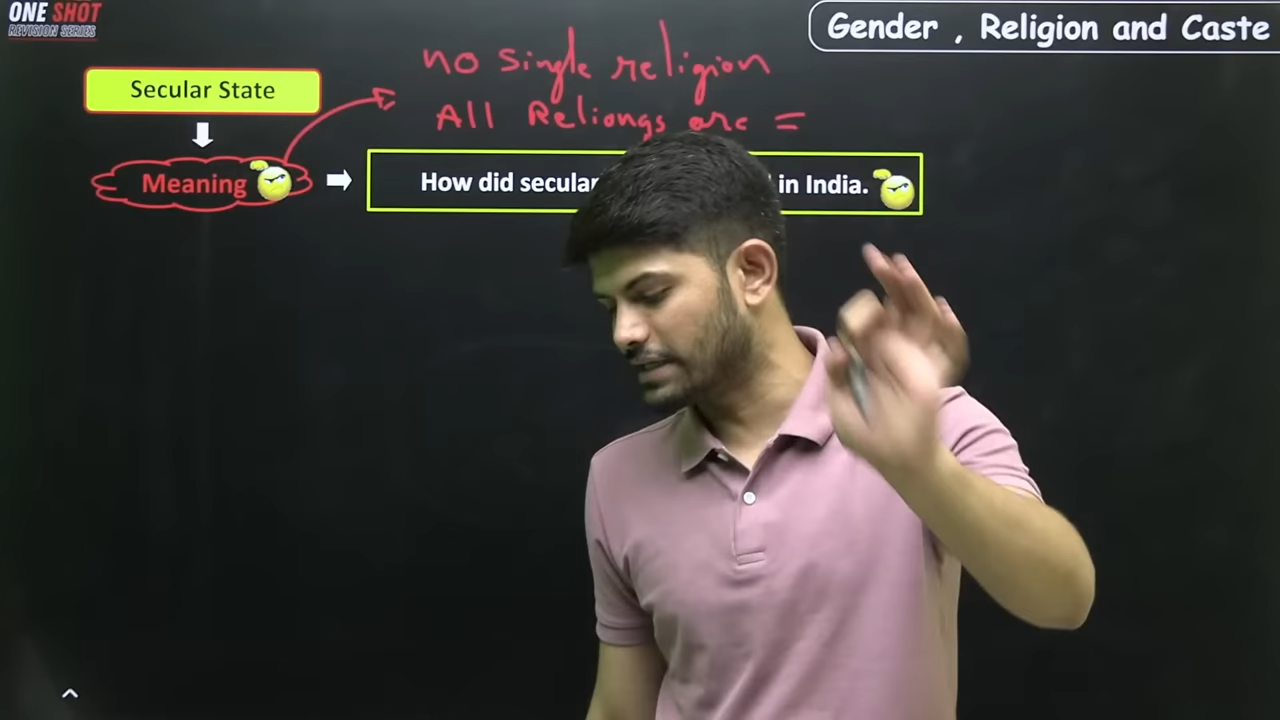 ONE SHOT
REVISION SERIES
Gender , Religion and Caste
no single religion
All Reliongs are =
Secular State
Meaning
How did secular in India.